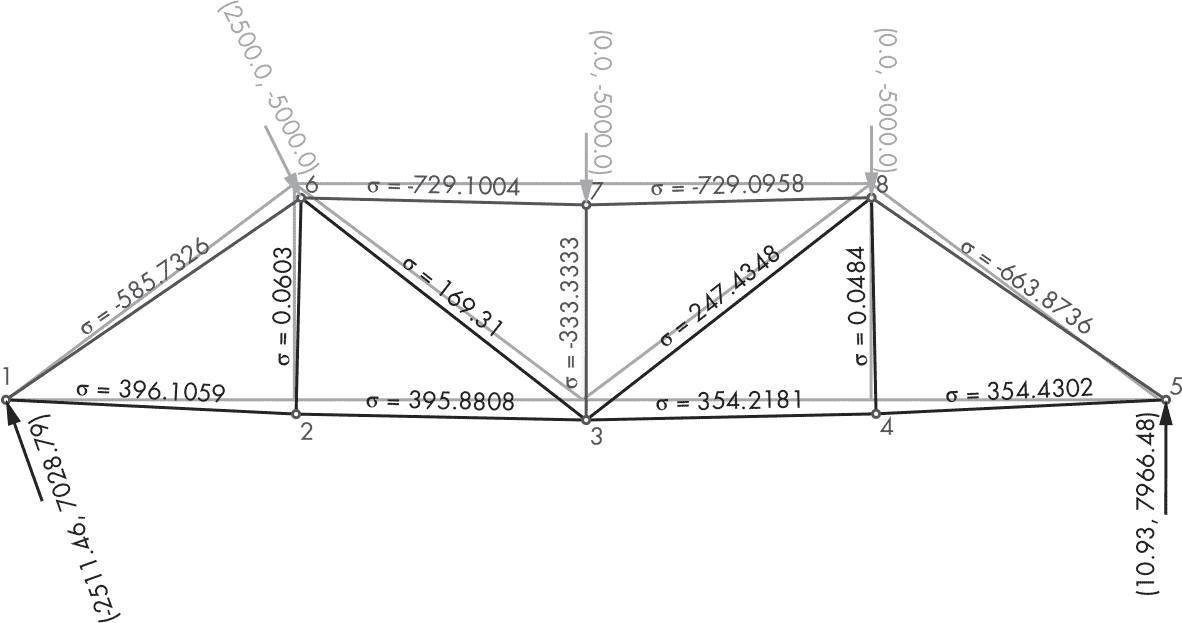 (2500.0, -5000.0)
(0.0, -5000.0)
(0.0, -5000.0)
6
σ = -729.1004
7
σ = -729.0958
8
σ = -585.7326
σ = 0.0603
σ = 169.31
σ = -333.3333
σ = 247.4348
σ = 0.0484
σ = -663.8736
1
σ = 396.1059
σ = 395.8808
σ = 354.2181
σ = 354.4302
5
2
3
4
(-2511.46, 7028.79)
(10.93, 7966.48)